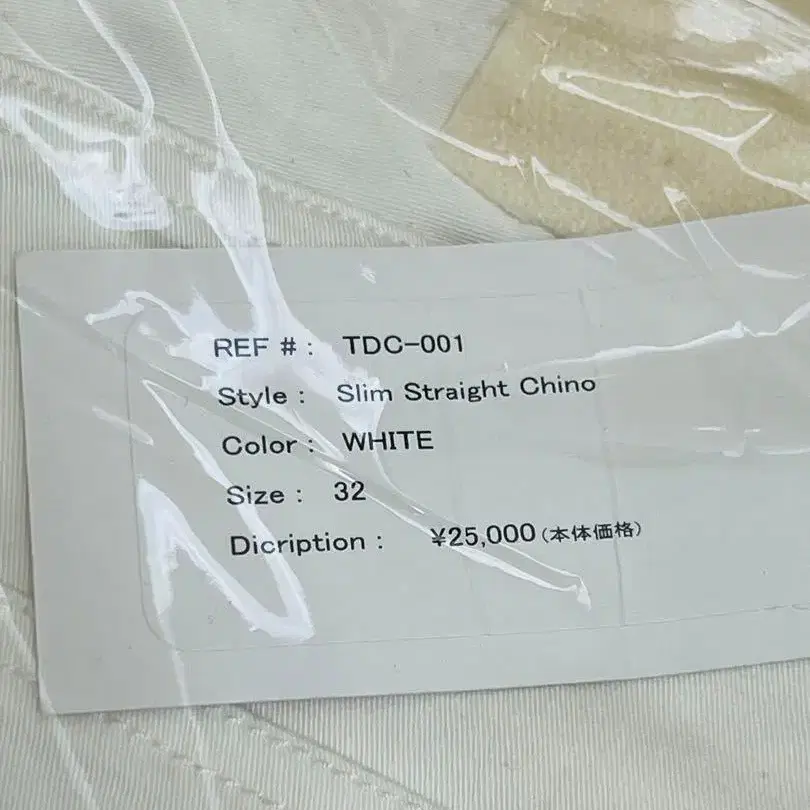 REF # : TDC-001
Style : Slim Straight Chino
Color : WHITE
Size : 32
Dicription : ¥25,000(本体価格)